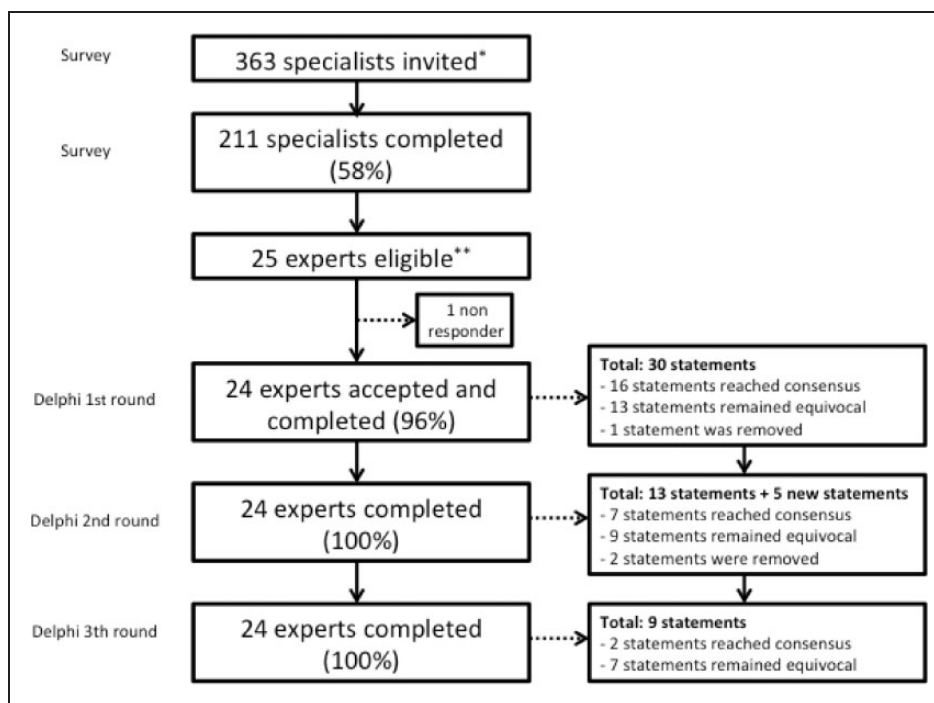 Survey
363 specialists invited*
Survey
211 specialists completed
(58%)
25 experts eligible**
1 non
responder
Delphi 1st round
24 experts accepted and
completed (96%)
Total: 30 statements
- 16 statements reached consensus
- 13 statements remained equivocal
- 1 statement was removed
Delphi 2nd round
24 experts completed
(100%)
Total: 13 statements + 5 new statements
- 7 statements reached consensus
- 9 statements remained equivocal
- 2 statements were removed
Delphi 3th round
24 experts completed
(100%)
Total: 9 statements
- 2 statements reached consensus
- 7 statements remained equivocal